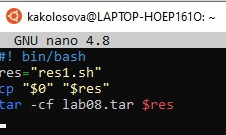 kakolosova@LAPTOP-HOEP161O: ~
GNU nano 4.8
#! bin/bash
res="res1.sh"
cp "$0" "$res"
tar -cf lab08.tar $res